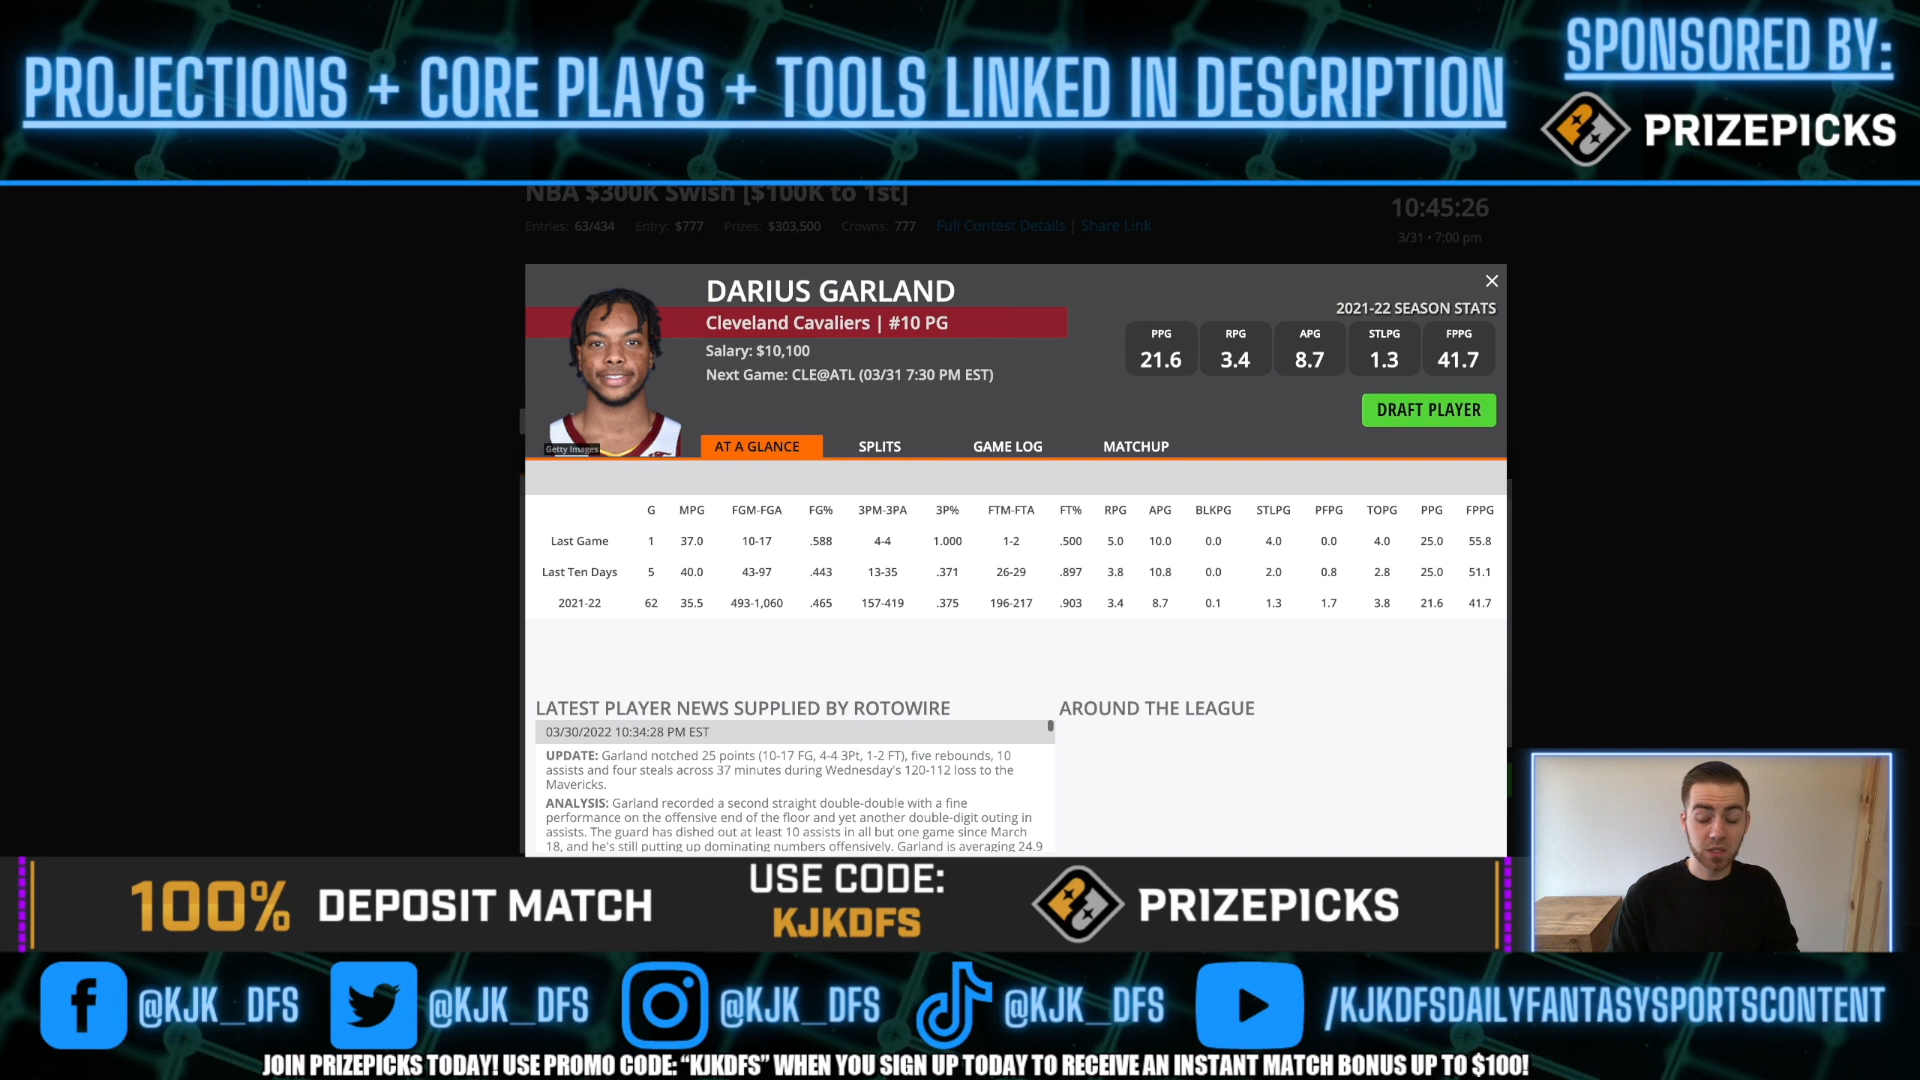 PROJECTIONS + CORE PLAYS + TOOLS LINKED IN DESCRIPTION
SPONSORED BY:
PRIZEPICKS
NBA $300K Swish [$100K to 1st]
Entries: 63/434 Entry: $777 Prizes: $303,500 Crowns: 777 Full Contest Details | Share Link
10:45:26
3/31 • 7:00 pm
DARIUS GARLAND
Cleveland Cavaliers | #10 PG
Salary: $10,100
Next Game: CLE@ATL (03/31 7:30 PM EST)
Getty Images
2021-22 SEASON STATS
PPG RPG APG STLPG FPPG
21.6 3.4 8.7 1.3 41.7
DRAFT PLAYER
AT A GLANCE SPLITS GAME LOG MATCHUP
G MPG FGM-FGA FG% 3PM-3PA 3P% FTM-FTA FT% RPG APG BLKPG STLPG PFPG TOPG PPG FPPG
Last Game 1 37.0 10-17 .588 4-4 1.000 1-2 .500 5.0 10.0 0.0 4.0 0.0 4.0 25.0 55.8
Last Ten Days 5 40.0 43-97 .443 13-35 .371 26-29 .897 3.8 10.8 0.0 2.0 0.8 2.8 25.0 51.1
2021-22 62 35.5 493-1,060 .465 157-419 .375 196-217 .903 3.4 8.7 0.1 1.3 1.7 3.8 21.6 41.7
LATEST PLAYER NEWS SUPPLIED BY ROTOWIRE
03/30/2022 10:34:28 PM EST
UPDATE: Garland notched 25 points (10-17 FG, 4-4 3Pt, 1-2 FT), five rebounds, 10
assists and four steals across 37 minutes during Wednesday's 120-112 loss to the
Mavericks.
ANALYSIS: Garland recorded a second straight double-double with a fine
performance on the offensive end of the floor and yet another double-digit outing in
assists. The guard has dished out at least 10 assists in all but one game since March
18, and he's still putting up dominating numbers offensively. Garland is averaging 24.9
AROUND THE LEAGUE
100% DEPOSIT MATCH
USE CODE:
KJKDFS
PRIZEPICKS
@KJK_DFS
@KJK_DFS
@KJK_DFS
@KJK_DFS
/KJKDFSDAILYFANTASYSPORTSCONTENT
JOIN PRIZEPICKS TODAY! USE PROMO CODE: "KJKDFS" WHEN YOU SIGN UP TODAY TO RECEIVE AN INSTANT MATCH BONUS UP TO $100!